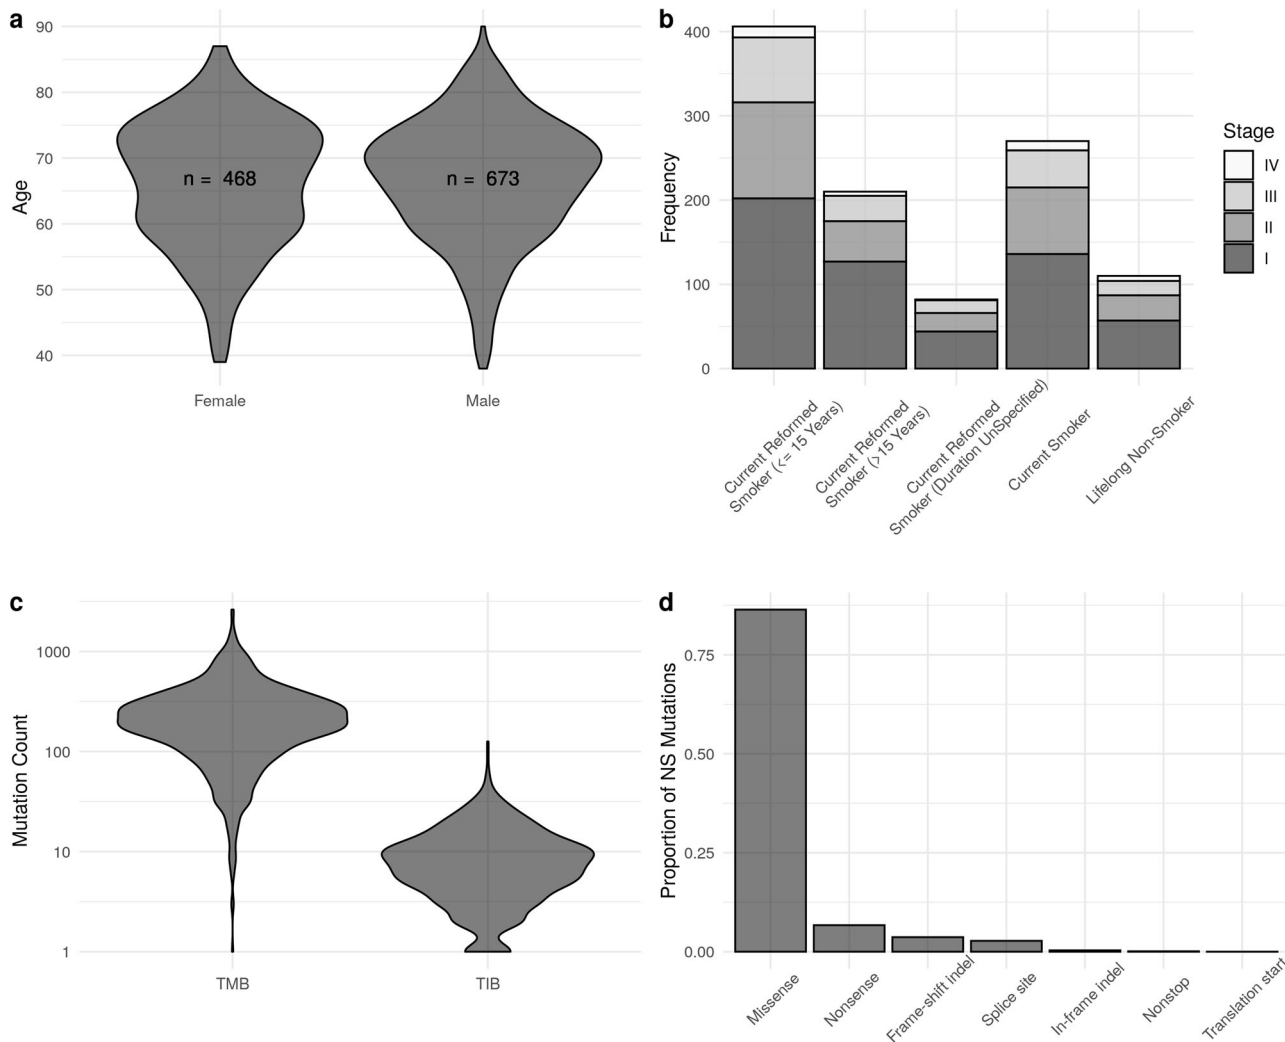 a
90
80
70
60
50
40
Age
n = 468
n = 673
Female
Male
b
400
300
200
100
0
Frequency
Current Reformed
Smoker (<= 15 Years)
Current Reformed
Smoker (>15 Years)
Current Reformed
Smoker (Duration UnSpecified)
Current Smoker
Lifelong Non-Smoker
Stage
IV
III
II
I
c
1000
100
10
1
Mutation Count
TMB
TIB
d
0.75
0.50
0.25
0.00
Proportion of NS Mutations
Missense
Nonsense
Frame-shift indel
Splice site
In-frame indel
Nonstop
Translation start